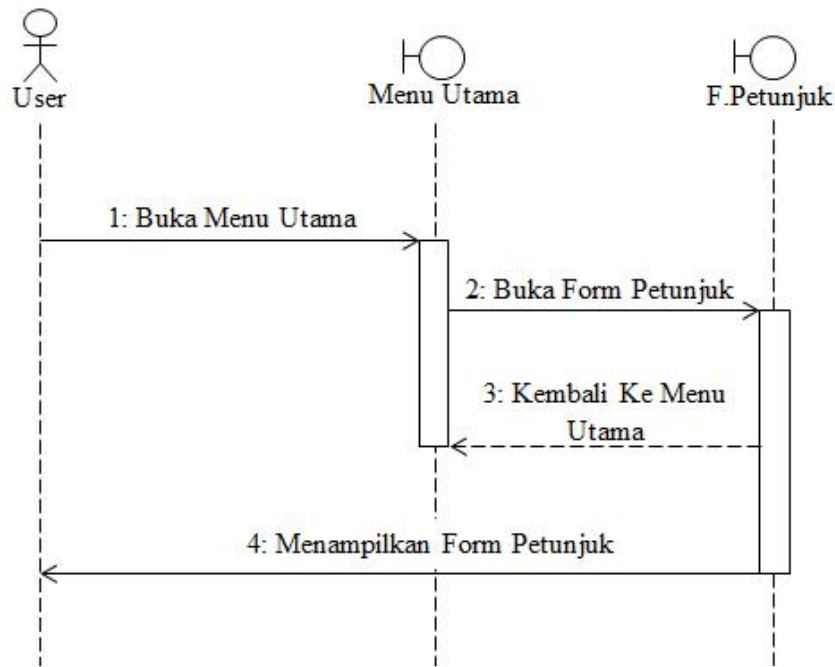 User
Menu Utama
F.Petunjuk
1: Buka Menu Utama
2: Buka Form Petunjuk
3: Kembali Ke Menu
Utama
4: Menampilkan Form Petunjuk